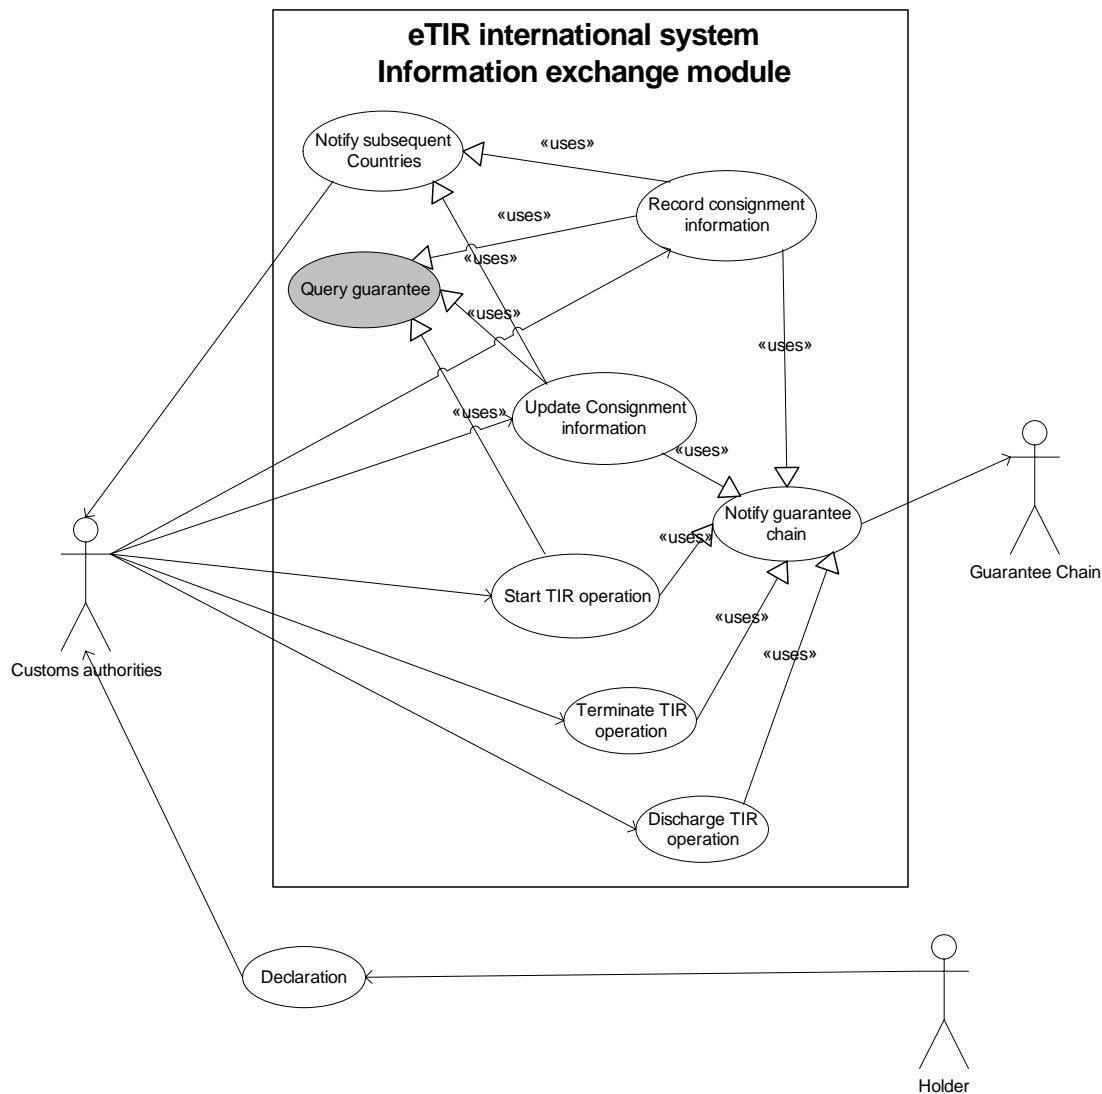 eTIR international system
Information exchange module
Notify subsequent
Countries
«uses»
Record consignment
information
«uses»
«uses»
Query guarantee
«uses»
«uses»
«uses»
Update Consignment
information
«uses»
Notify guarantee
chain
«uses»
Guarantee Chain
Start TIR operation
«uses»
«uses»
Customs authorities
Terminate TIR
operation
Discharge TIR
operation
Declaration
Holder